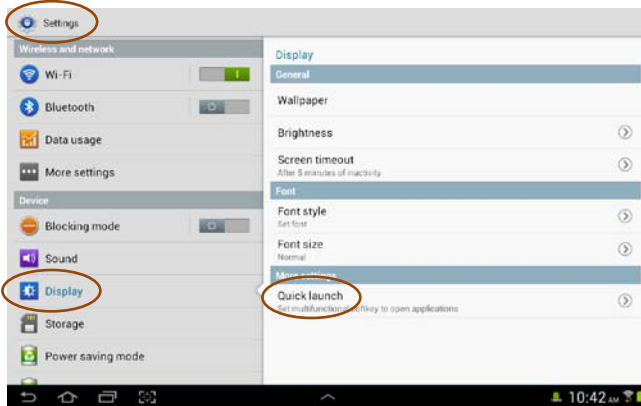 Settings
Wireless and network
Wi-Fi
Bluetooth
Data usage
More settings
Device
Blocking mode
Sound
Display
Storage
Power saving mode
Display
General
Wallpaper
Brightness
Screen timeout
After 5 minutes of inactivity
Font
Font style
Set font
Font size
Normal
More settings
Quick launch
Set multifunctional softkey to open applications
10:42 AM